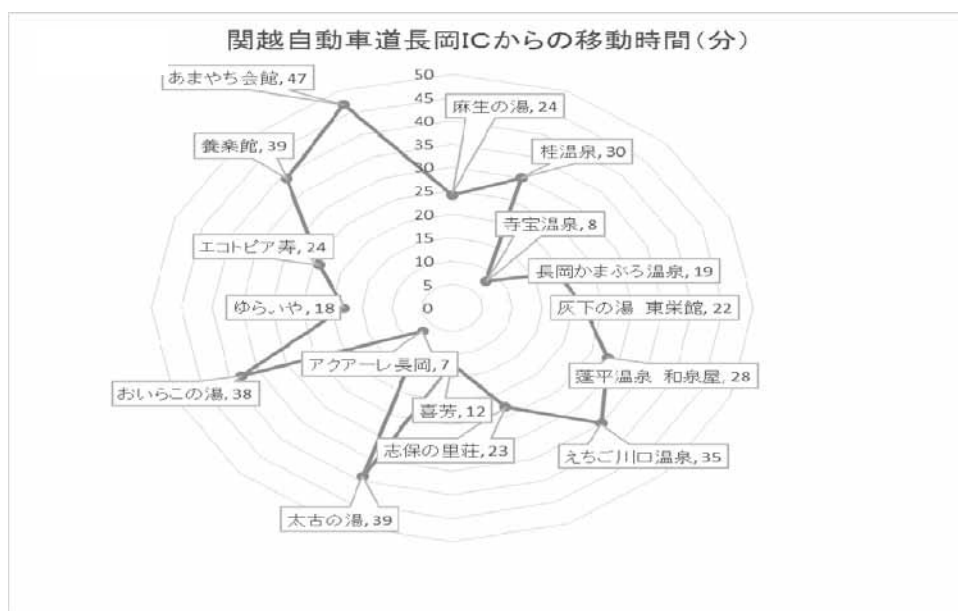 関越自動車道長岡ICからの移動時間（分）
50
45
40
35
30
25
20
15
10
5
0
麻生の湯, 24
桂温泉, 30
寺宝温泉, 8
長岡かまぶろ温泉, 19
灰下の湯 東栄館, 22
蓬平温泉 和泉屋, 28
えちご川口温泉, 35
志保の里荘, 23
喜芳, 12
太古の湯, 39
アクアーレ長岡, 7
おいらこの湯, 38
ゆらいや, 18
エコトピア寿, 24
養楽館, 39
あまやち会館, 47